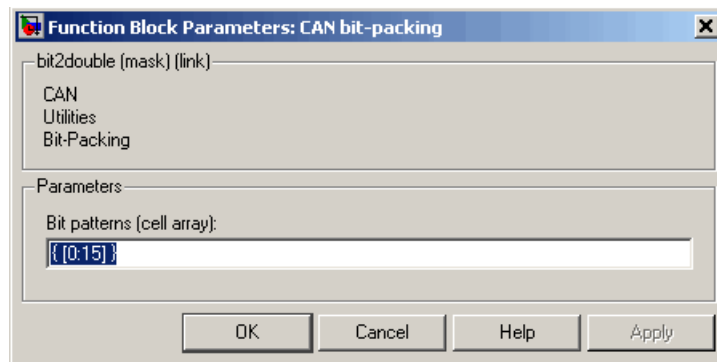 Function Block Parameters: CAN bit-packing
bit2double (mask) (link)
CAN
Utilities
Bit-Packing
Parameters
Bit patterns (cell array):
{ [0:15] }
OK Cancel Help Apply